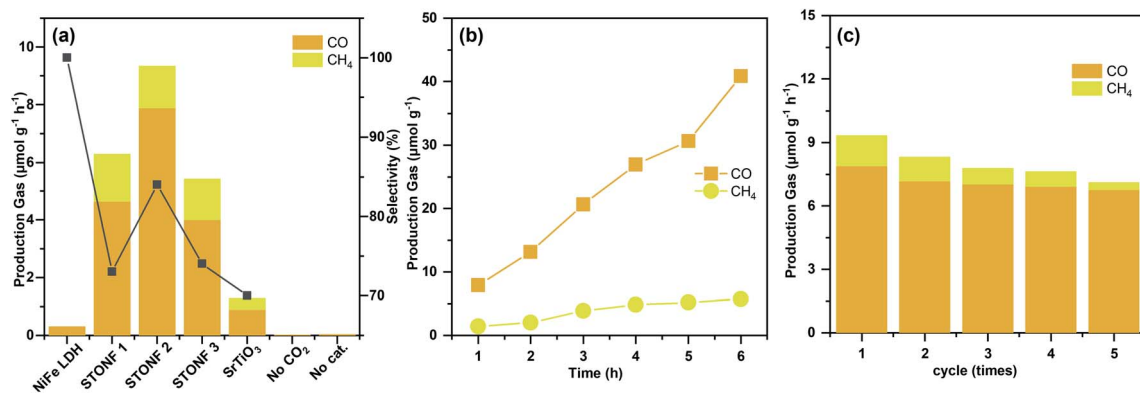 (a)
CO
CH₄
Production Gas (μmol g⁻¹ h⁻¹)
10
8
6
4
2
0
100
90
80
70
Selectivity (%)
NiFe LDH
STONF 1
STONF 2
STONF 3
SrTiO₃
No CO₂
No cat.
(b)
Production Gas (μmol g⁻¹)
50
40
30
20
10
0
CO
CH₄
1 2 3 4 5 6
Time (h)
(c)
CO
CH₄
Production Gas (μmol g⁻¹ h⁻¹)
15
12
9
6
3
0
1 2 3 4 5
cycle (times)